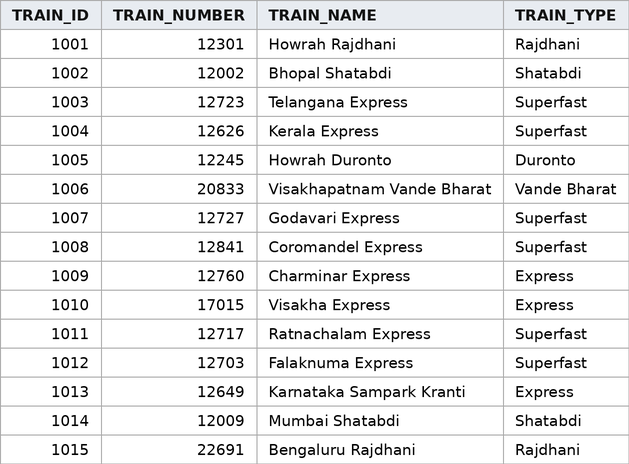 TRAIN_ID TRAIN_NUMBER TRAIN_NAME TRAIN_TYPE
1001 12301 Howrah Rajdhani Rajdhani
1002 12002 Bhopal Shatabdi Shatabdi
1003 12723 Telangana Express Superfast
1004 12626 Kerala Express Superfast
1005 12245 Howrah Duronto Duronto
1006 20833 Visakhapatnam Vande Bharat Vande Bharat
1007 12727 Godavari Express Superfast
1008 12841 Coromandel Express Superfast
1009 12760 Charminar Express Express
1010 17015 Visakha Express Express
1011 12717 Ratnachalam Express Superfast
1012 12703 Falaknuma Express Superfast
1013 12649 Karnataka Sampark Kranti Express
1014 12009 Mumbai Shatabdi Shatabdi
1015 22691 Bengaluru Rajdhani Rajdhani